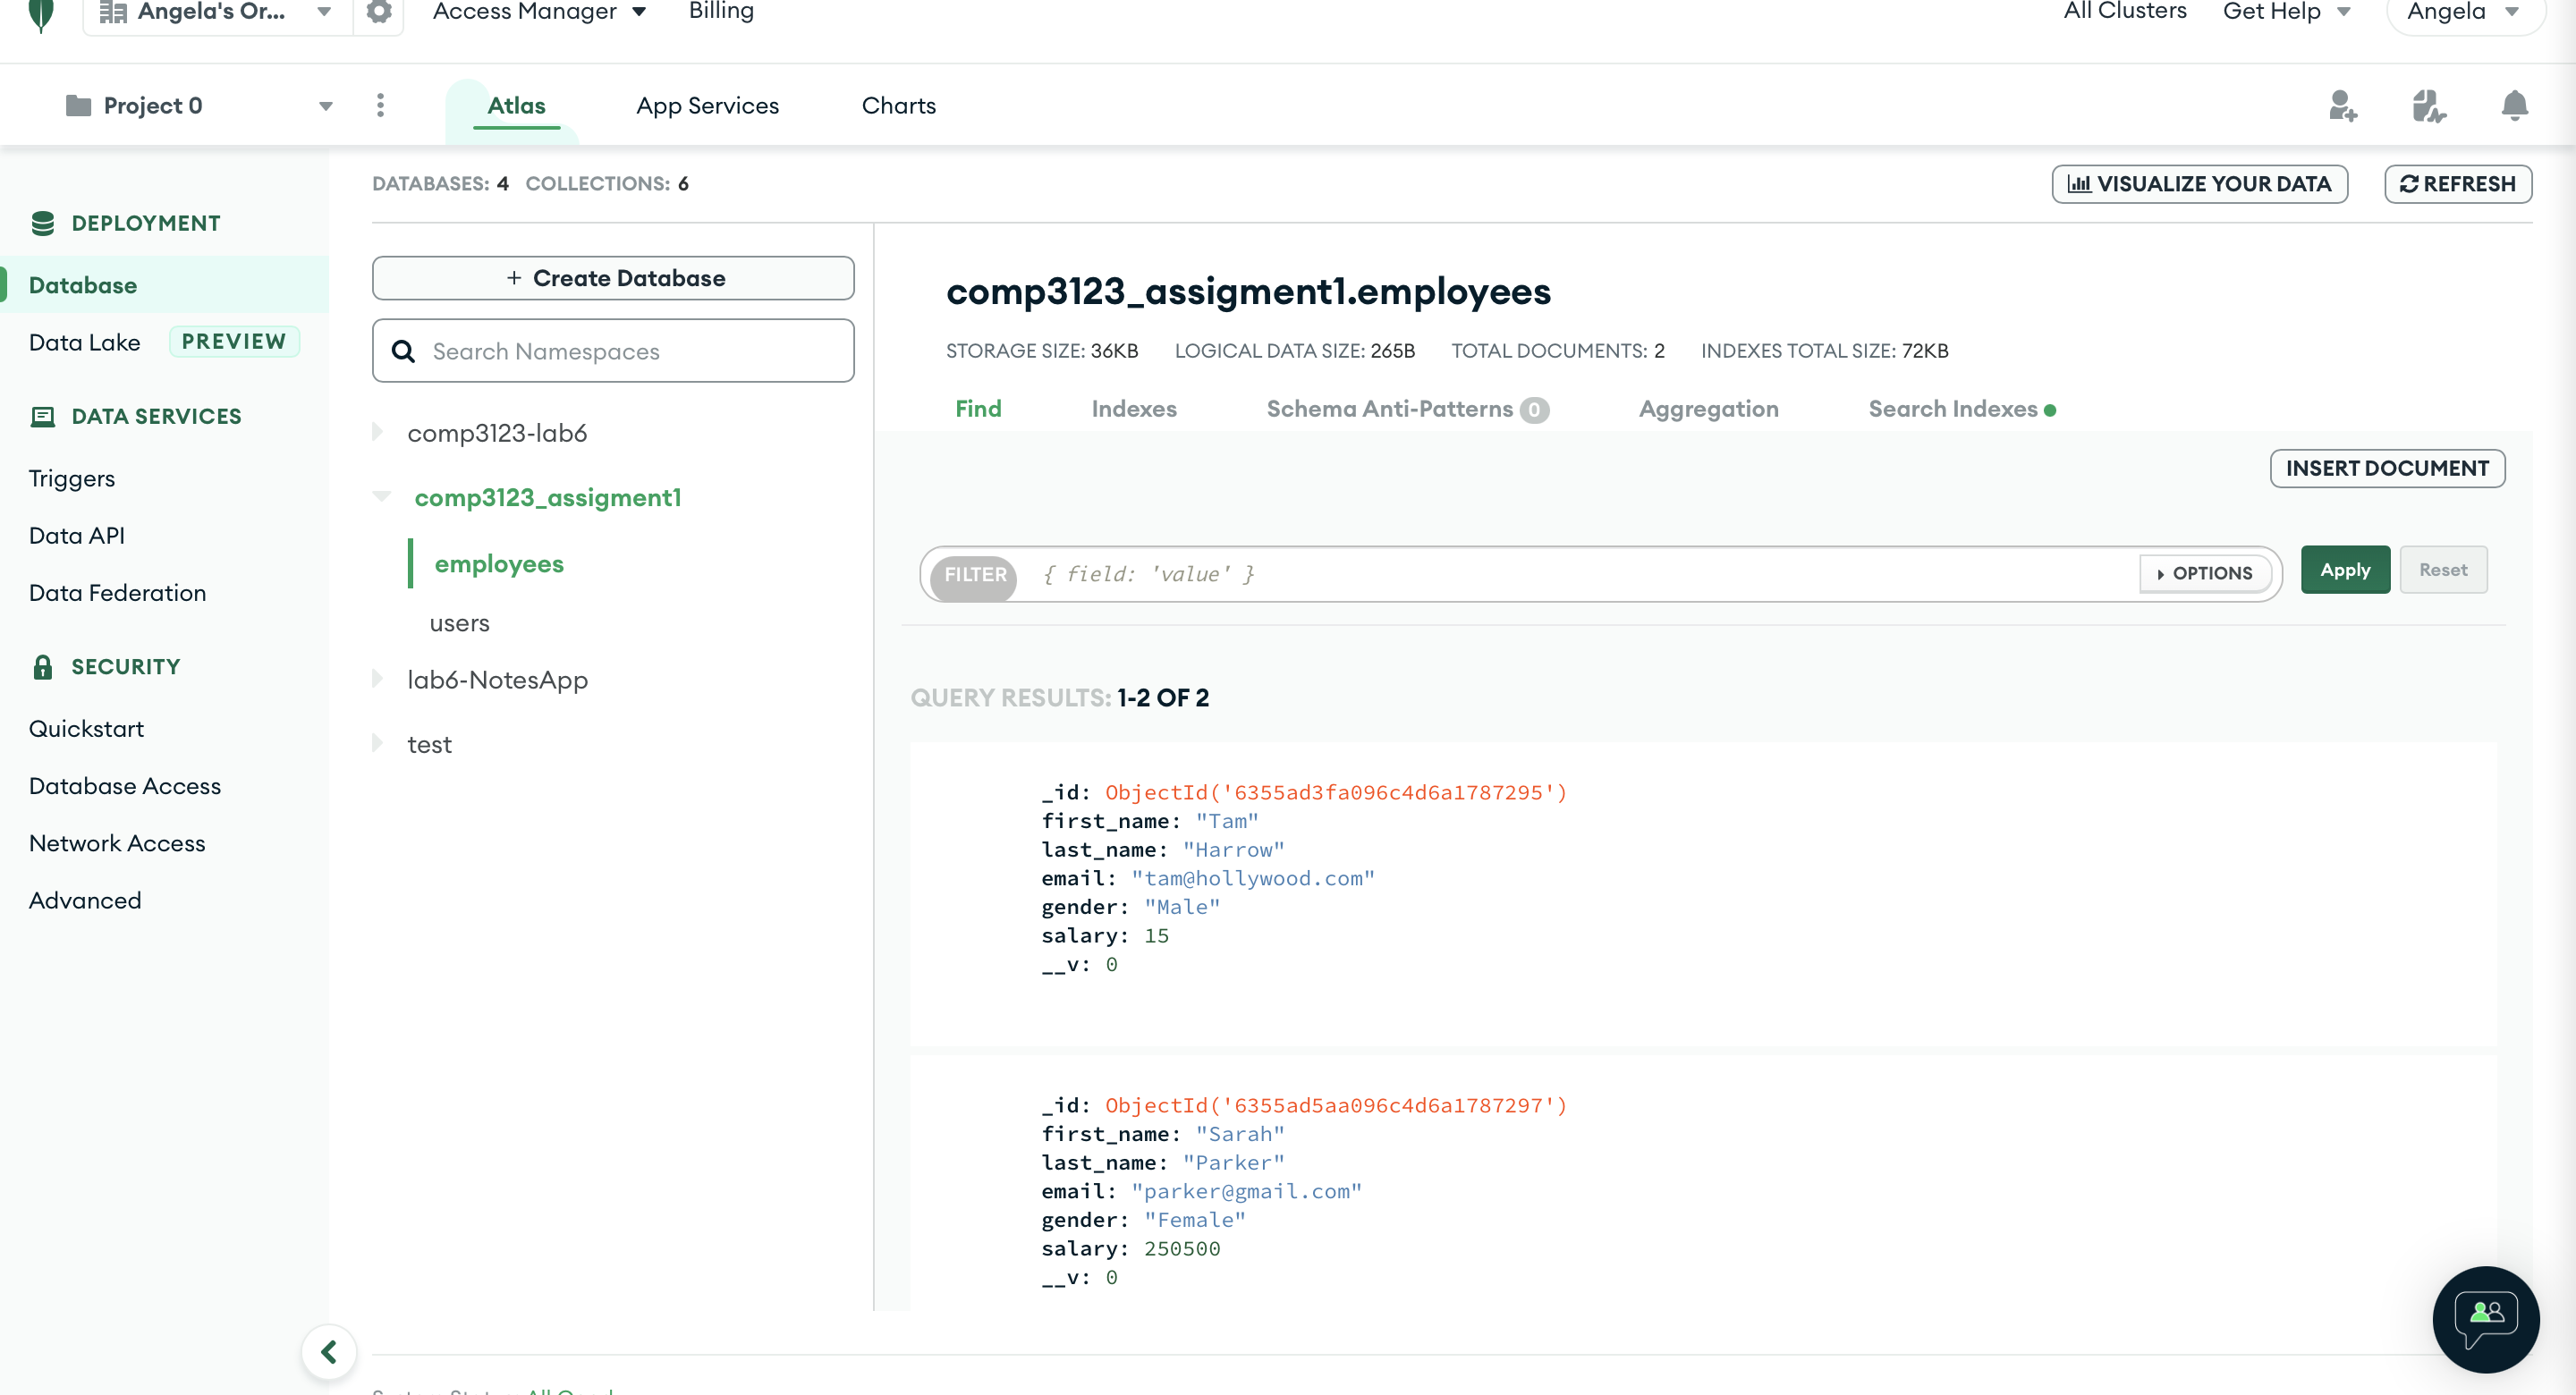 Angela's Or...
Access Manager
Billing
All Clusters
Get Help
Angela
Project 0
Atlas
App Services
Charts
DATABASES: 4 COLLECTIONS: 6
VISUALIZE YOUR DATA
REFRESH
DEPLOYMENT
Database
Data Lake PREVIEW
DATA SERVICES
Triggers
Data API
Data Federation
SECURITY
Quickstart
Database Access
Network Access
Advanced
+ Create Database
Search Namespaces
comp3123-lab6
comp3123_assigment1
employees
users
lab6-NotesApp
test
comp3123_assigment1.employees
STORAGE SIZE: 36KB LOGICAL DATA SIZE: 265B TOTAL DOCUMENTS: 2 INDEXES TOTAL SIZE: 72KB
Find Indexes Schema Anti-Patterns 0 Aggregation Search Indexes
INSERT DOCUMENT
FILTER { field: 'value' } OPTIONS Apply Reset
QUERY RESULTS: 1-2 OF 2
_id: ObjectId('6355ad3fa096c4d6a1787295')
first_name: "Tam"
last_name: "Harrow"
email: "tam@hollywood.com"
gender: "Male"
salary: 15
__v: 0
_id: ObjectId('6355ad5aa096c4d6a1787297')
first_name: "Sarah"
last_name: "Parker"
email: "parker@gmail.com"
gender: "Female"
salary: 250500
__v: 0